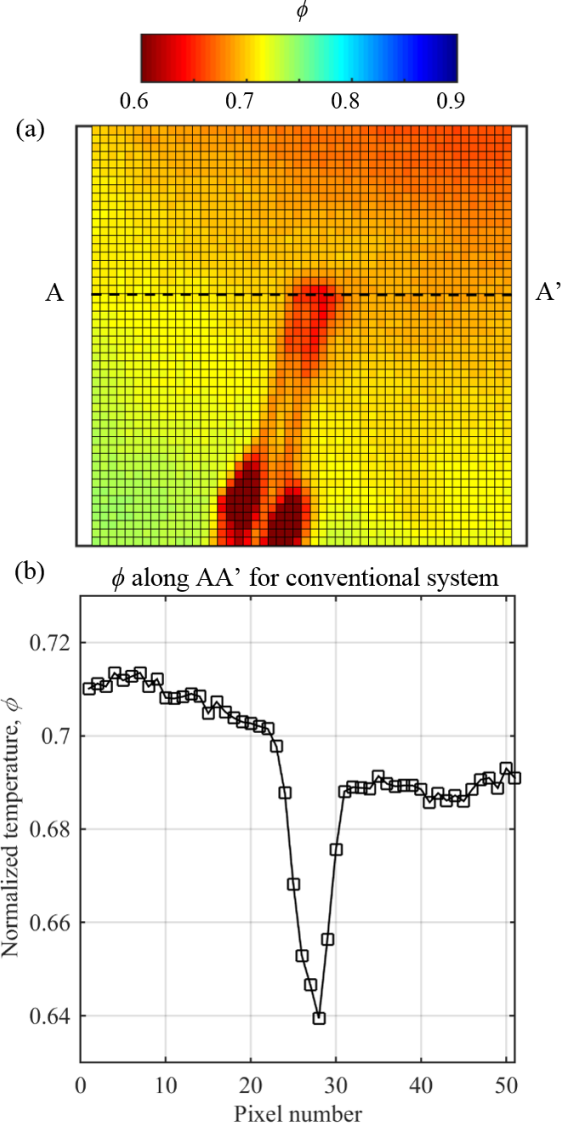 ϕ
0.6 0.7 0.8 0.9
(a)
A A’
(b)
ϕ along AA’ for conventional system
Normalized temperature, ϕ
0.72
0.7
0.68
0.66
0.64
0 10 20 30 40 50
Pixel number